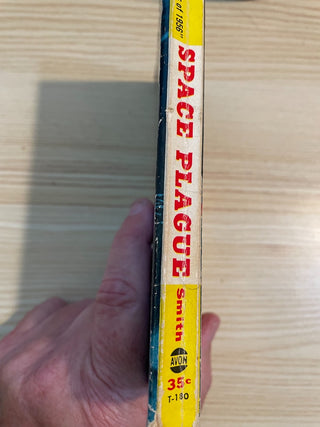 of 1956"
SPACE PLAGUE
Smith
AVON
35c
T-180